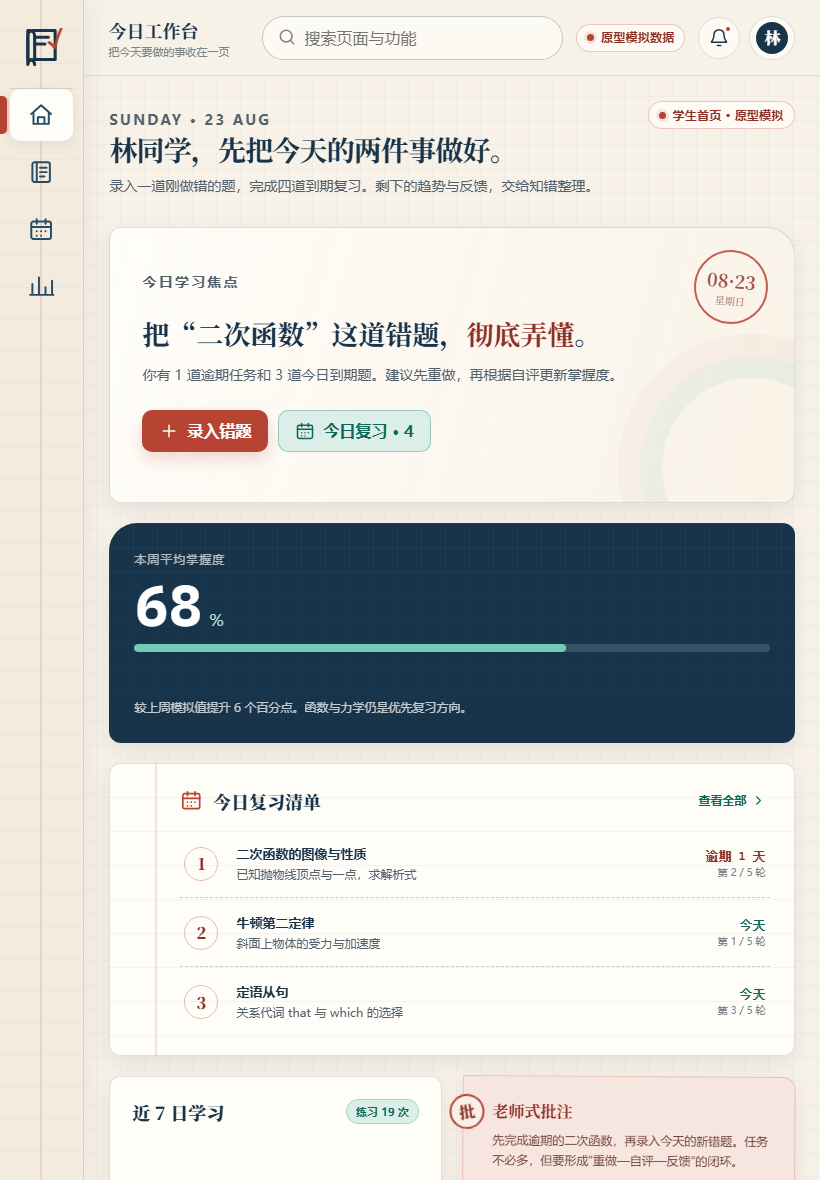 今日工作台
把今天要做的事收在一页
搜索页面与功能
原型模拟数据
林
SUNDAY • 23 AUG
学生首页 • 原型模拟
林同学，先把今天的两件事做好。
录入一道刚做错的题，完成四道到期复习。剩下的趋势与反馈，交给知错整理。
今日学习焦点
08·23
星期日
把“二次函数”这道错题，彻底弄懂。
你有 1 道逾期任务和 3 道今日到期题。建议先重做，再根据自评更新掌握度。
录入错题
今日复习 • 4
本周平均掌握度
68 %
较上周模拟值提升 6 个百分点。函数与力学仍是优先复习方向。
今日复习清单
查看全部
1
二次函数的图像与性质
已知抛物线顶点与一点，求解析式
逾期 1 天
第 2 / 5 轮
2
牛顿第二定律
斜面上物体的受力与加速度
今天
第 1 / 5 轮
3
定语从句
关系代词 that 与 which 的选择
今天
第 3 / 5 轮
近 7 日学习
练习 19 次
批
老师式批注
先完成逾期的二次函数，再录入今天的新错题。任务
不必多，但要形成“重做—自评—反馈”的闭环。